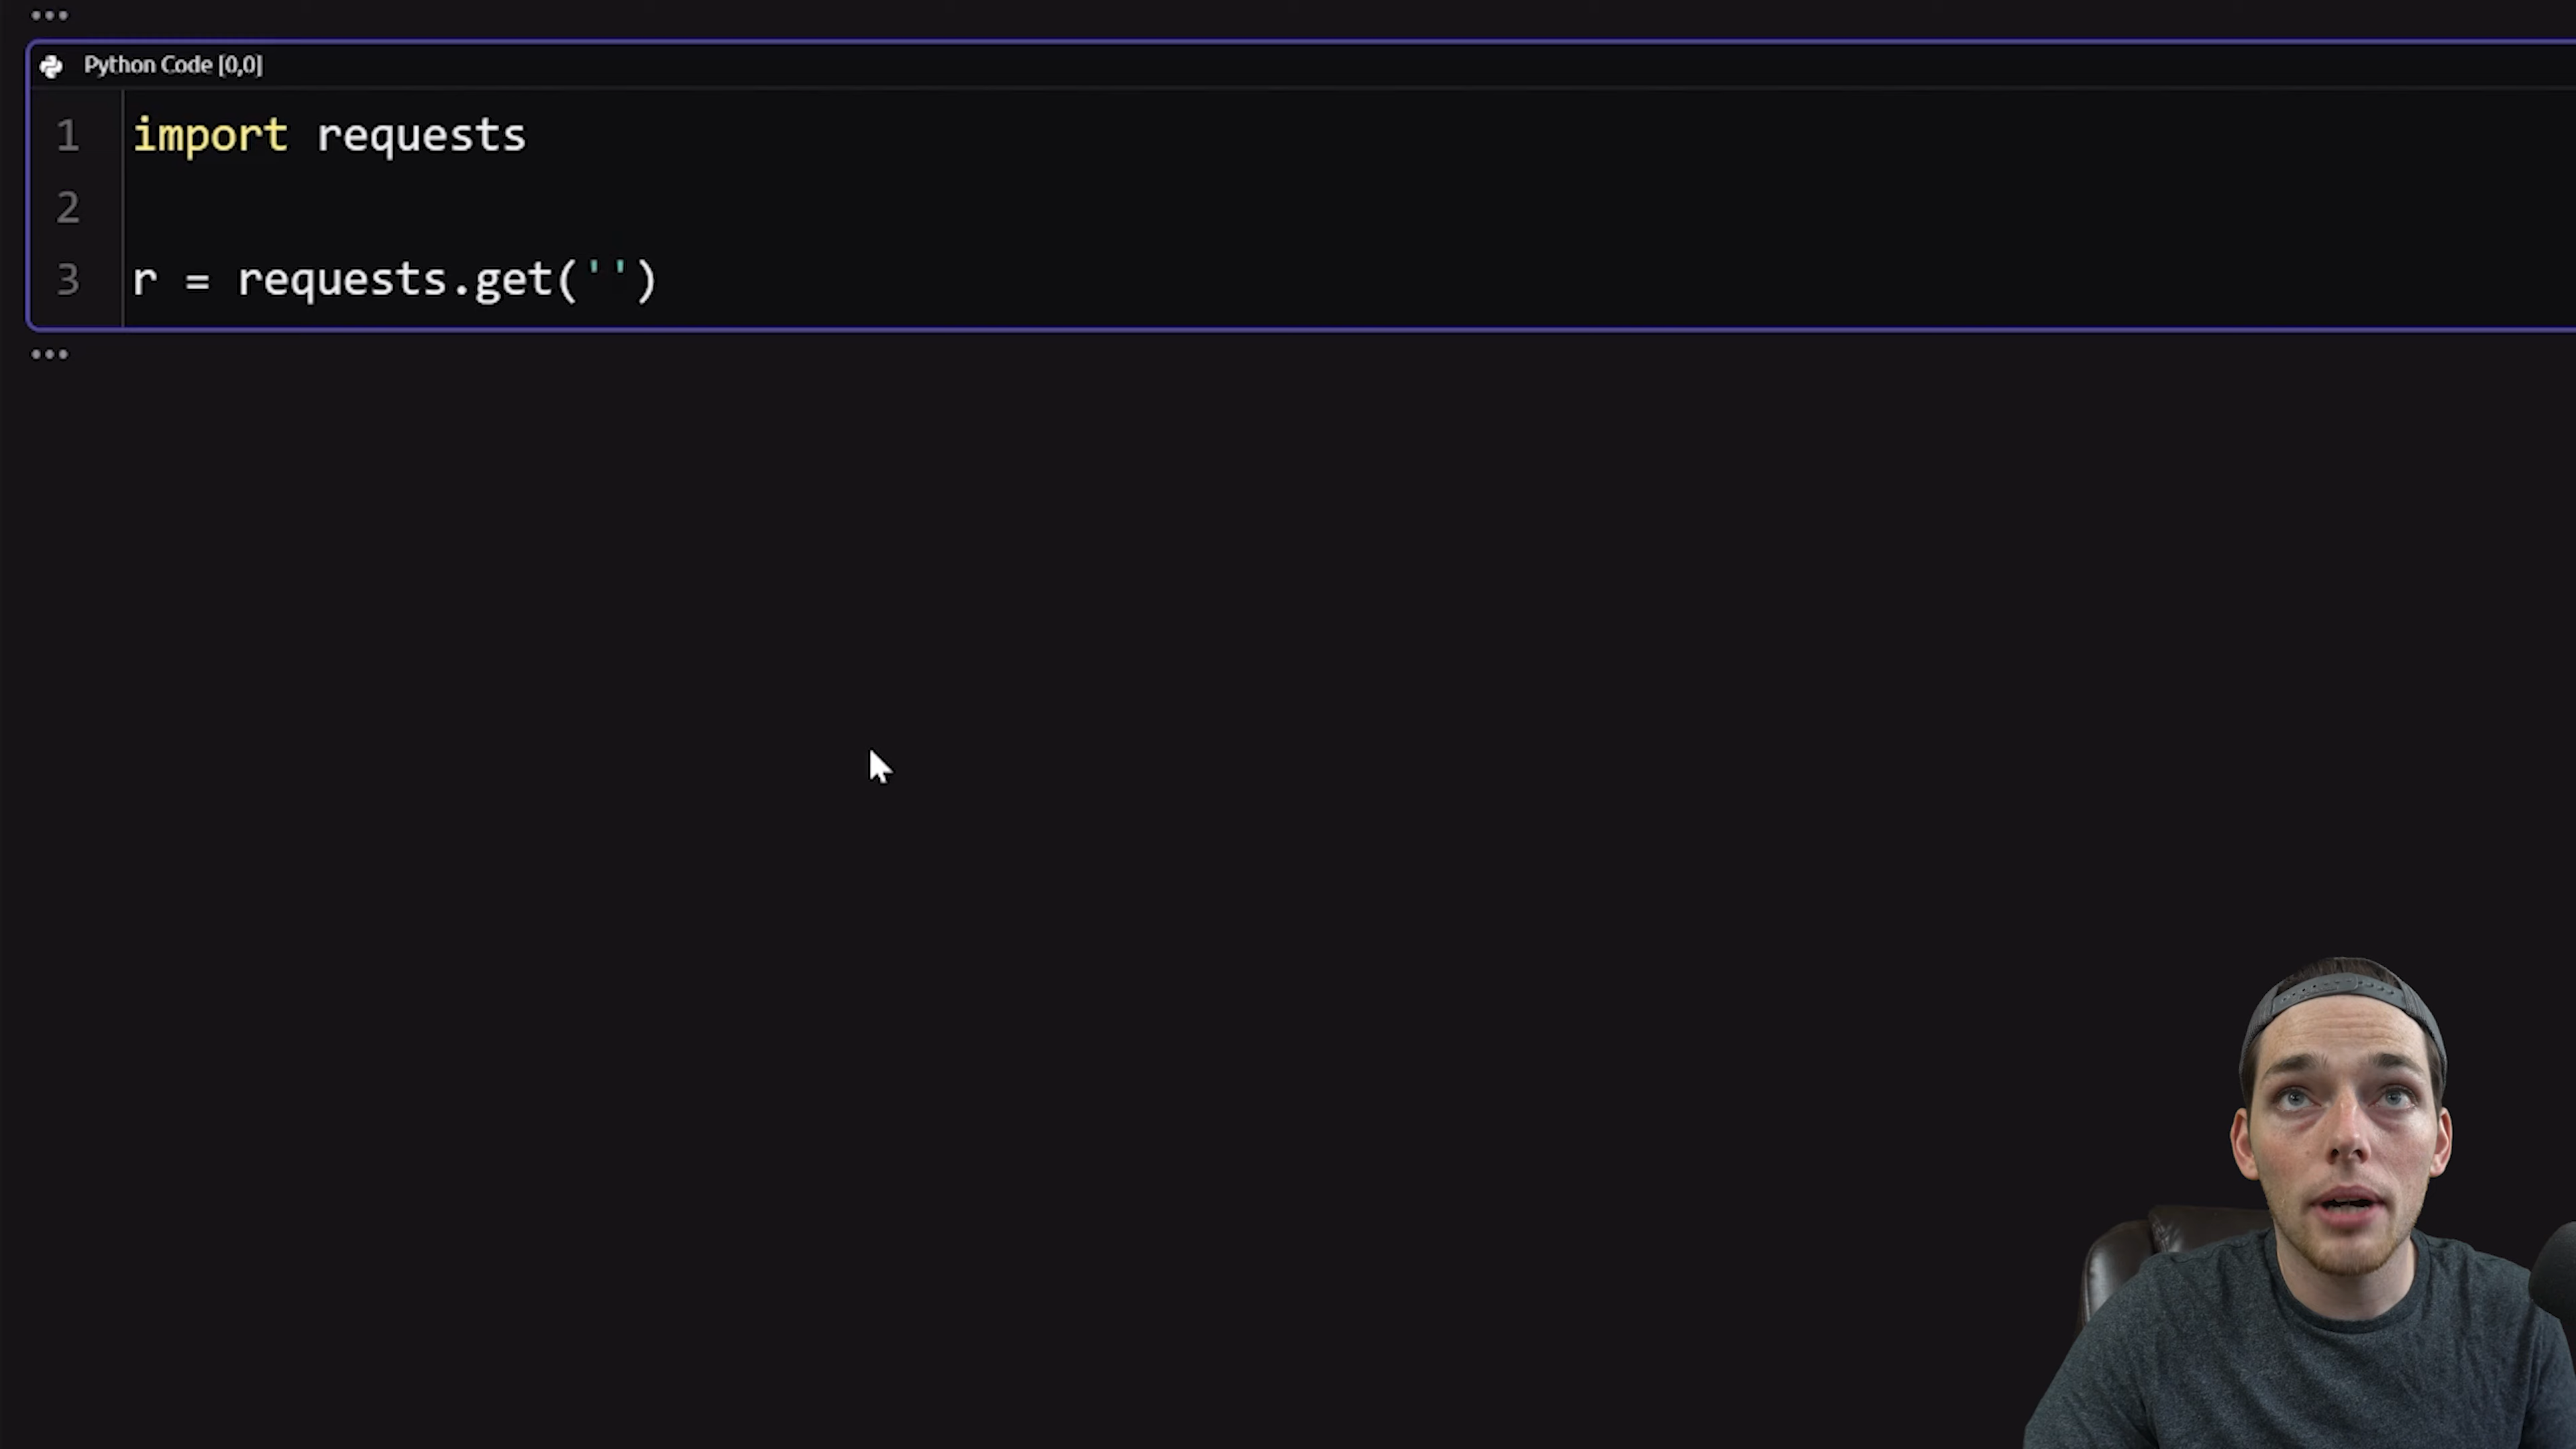 Python Code [0,0]
1 import requests
2
3 r = requests.get('')